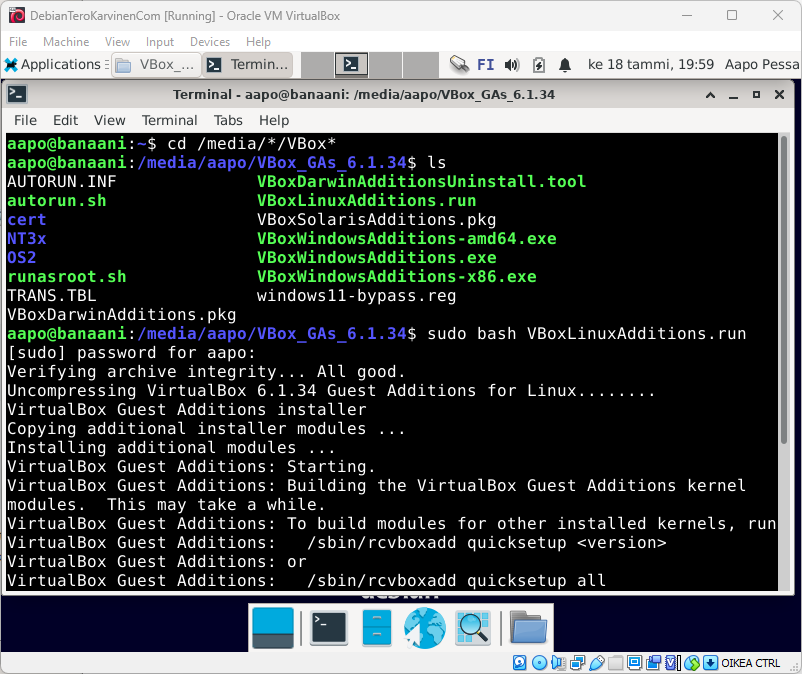 DebianTeroKarvinenCom [Running] - Oracle VM VirtualBox
File Machine View Input Devices Help
Applications VBox_... Termin... FI ke 18 tammi, 19:59 Aapo Pessa
Terminal - aapo@banaani: /media/aapo/VBox_GAs_6.1.34
File Edit View Terminal Tabs Help
aapo@banaani:~$ cd /media/*/VBox*
aapo@banaani:/media/aapo/VBox_GAs_6.1.34$ ls
AUTORUN.INF VBoxDarwinAdditionsUninstall.tool
autorun.sh VBoxLinuxAdditions.run
cert VBoxSolarisAdditions.pkg
NT3x VBoxWindowsAdditions-amd64.exe
OS2 VBoxWindowsAdditions.exe
runasroot.sh VBoxWindowsAdditions-x86.exe
TRANS.TBL windows11-bypass.reg
VBoxDarwinAdditions.pkg
aapo@banaani:/media/aapo/VBox_GAs_6.1.34$ sudo bash VBoxLinuxAdditions.run
[sudo] password for aapo:
Verifying archive integrity... All good.
Uncompressing VirtualBox 6.1.34 Guest Additions for Linux........
VirtualBox Guest Additions installer
Copying additional installer modules ...
Installing additional modules ...
VirtualBox Guest Additions: Starting.
VirtualBox Guest Additions: Building the VirtualBox Guest Additions kernel
modules.  This may take a while.
VirtualBox Guest Additions: To build modules for other installed kernels, run
VirtualBox Guest Additions:   /sbin/rcvboxadd quicksetup <version>
VirtualBox Guest Additions: or
VirtualBox Guest Additions:   /sbin/rcvboxadd quicksetup all
OIKEA CTRL